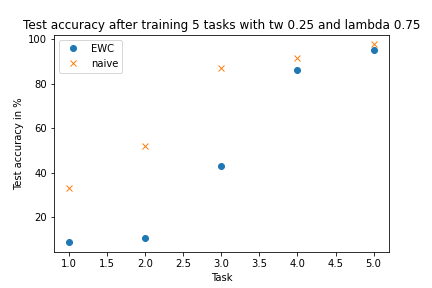 Test accuracy after training 5 tasks with tw 0.25 and lambda 0.75
EWC
naive
Test accuracy in %
100
80
60
40
20
1.0 1.5 2.0 2.5 3.0 3.5 4.0 4.5 5.0
Task